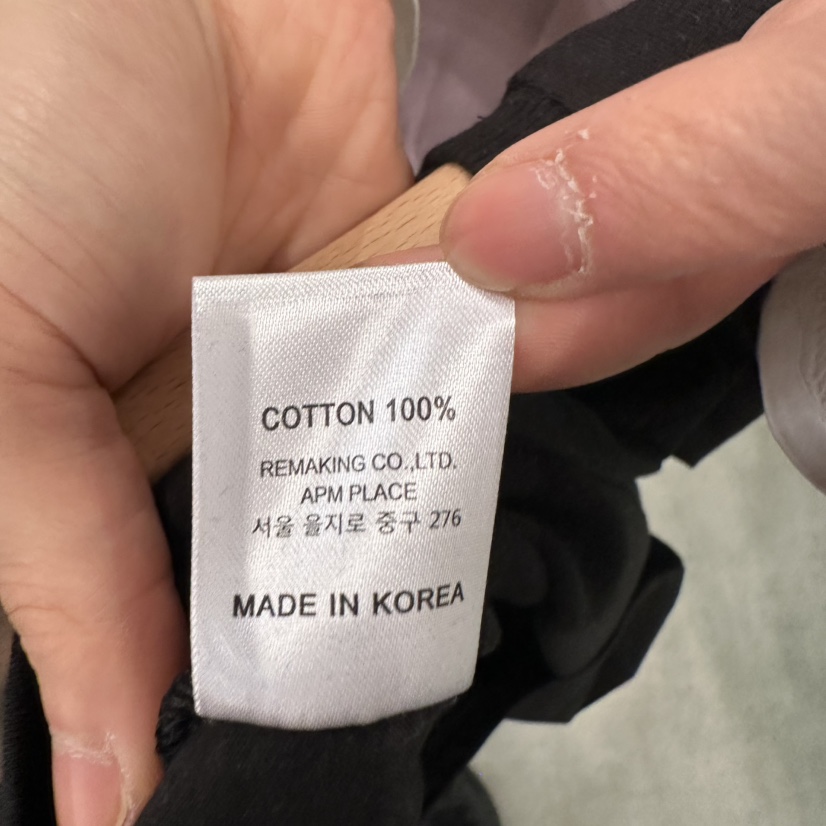 COTTON 100%
REMAKING CO.,LTD.
APM PLACE
서울 을지로 중구 276
MADE IN KOREA